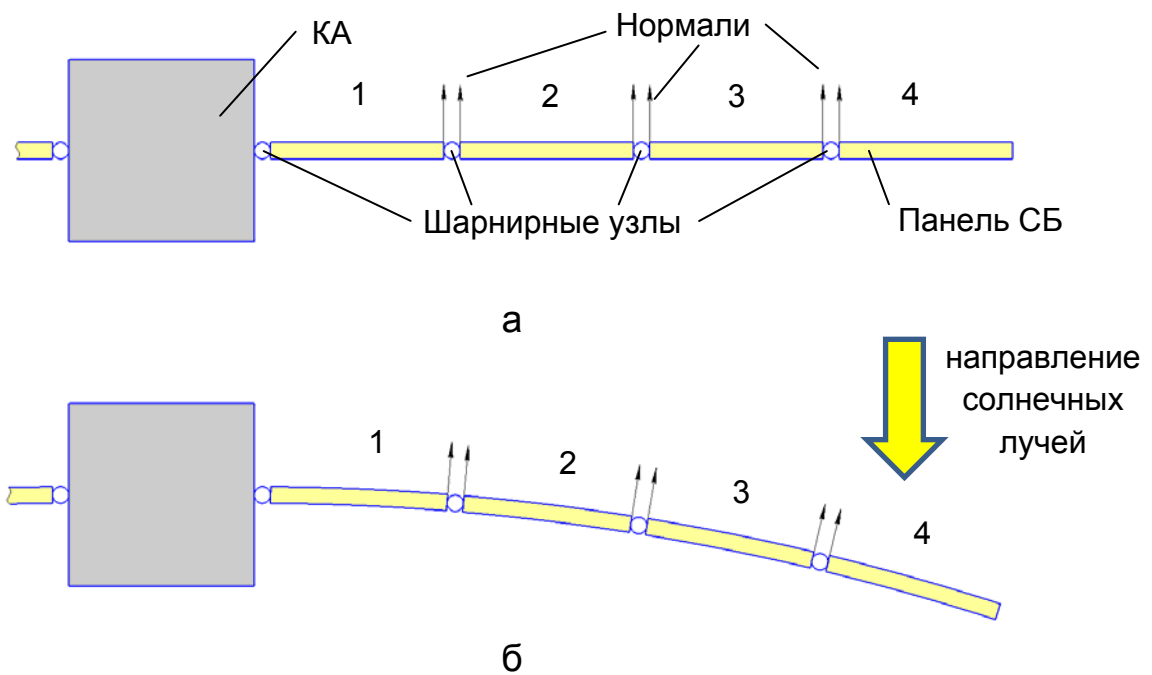 КА
Нормали
1
2
3
4
Шарнирные узлы
Панель СБ
а
направление
солнечных
лучей
1
2
3
4
б